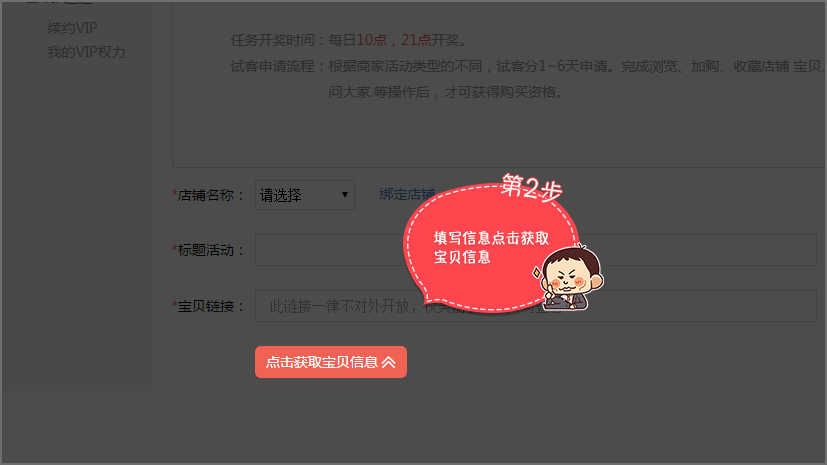 续约VIP
我的VIP权力
任务开奖时间：每日10点，21点开奖。
试客申请流程：根据商家活动类型的不同，试客分1~6天申请。完成浏览、加购、收藏店铺 宝贝、
问大家.等操作后，才可获得购买资格。
第2步
*店铺名称： 请选择 绑定店铺
填写信息点击获取
宝贝信息
*标题活动：
*宝贝链接： 此链接一律不对外开放，
点击获取宝贝信息